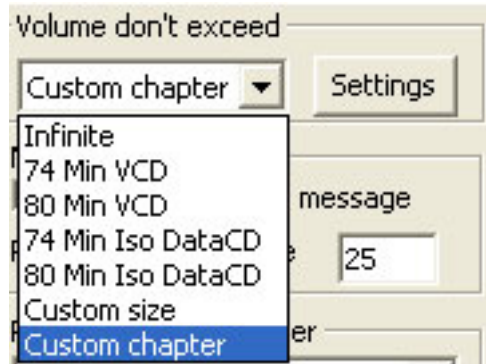 Volume don't exceed
Custom chapter
Settings
Infinite
74 Min VCD
80 Min VCD
message
74 Min Iso DataCD
25
80 Min Iso DataCD
Custom size
er
Custom chapter